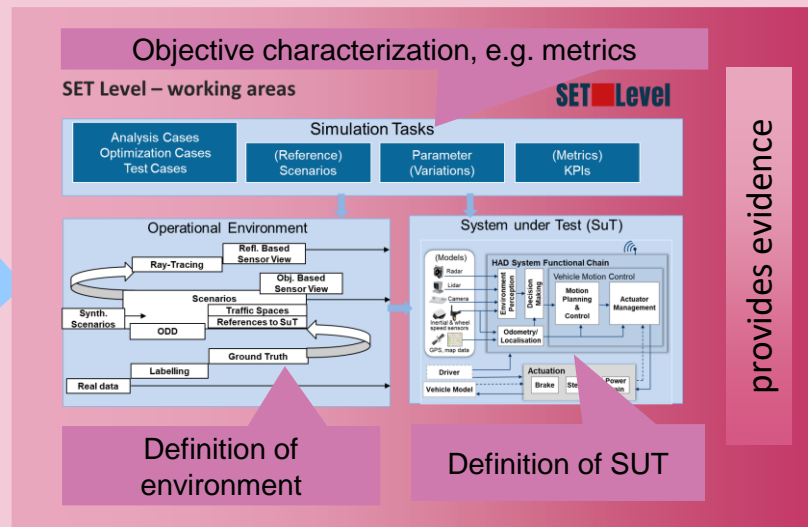 Objective characterization, e.g. metrics
SET Level – working areas
SET Level
Simulation Tasks
Analysis Cases
Optimization Cases
Test Cases
(Reference)
Scenarios
Parameter
(Variations)
(Metrics)
KPIs
Operational Environment
Refl. Based
Sensor View
Ray-Tracing
Obj. Based
Sensor View
Scenarios
Traffic Spaces
References to SuT
Synth.
Scenarios
ODD
Ground Truth
Labelling
Real data
System under Test (SuT)
(Models)
Radar
Lidar
Camera
Inertial & wheel
speed sensors
GPS, map data
HAD System Functional Chain
Vehicle Motion Control
Environment
Perception
Decision
Making
Motion
Planning
&
Control
Actuator
Management
Odometry/
Localisation
Driver
Vehicle Model
Actuation
Brake
Definition of
environment
Definition of SUT
provides evidence